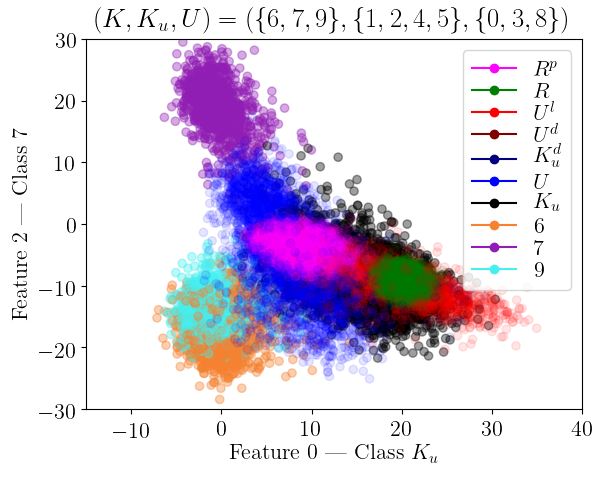 (K, K_u, U) = ({6, 7, 9}, {1, 2, 4, 5}, {0, 3, 8})
30
20
10
0
−10
−20
−30
Feature 2 — Class 7
R^p
R
U^l
U^d
K_u^d
U
K_u
6
7
9
−10
0
10
20
30
40
Feature 0 — Class K_u